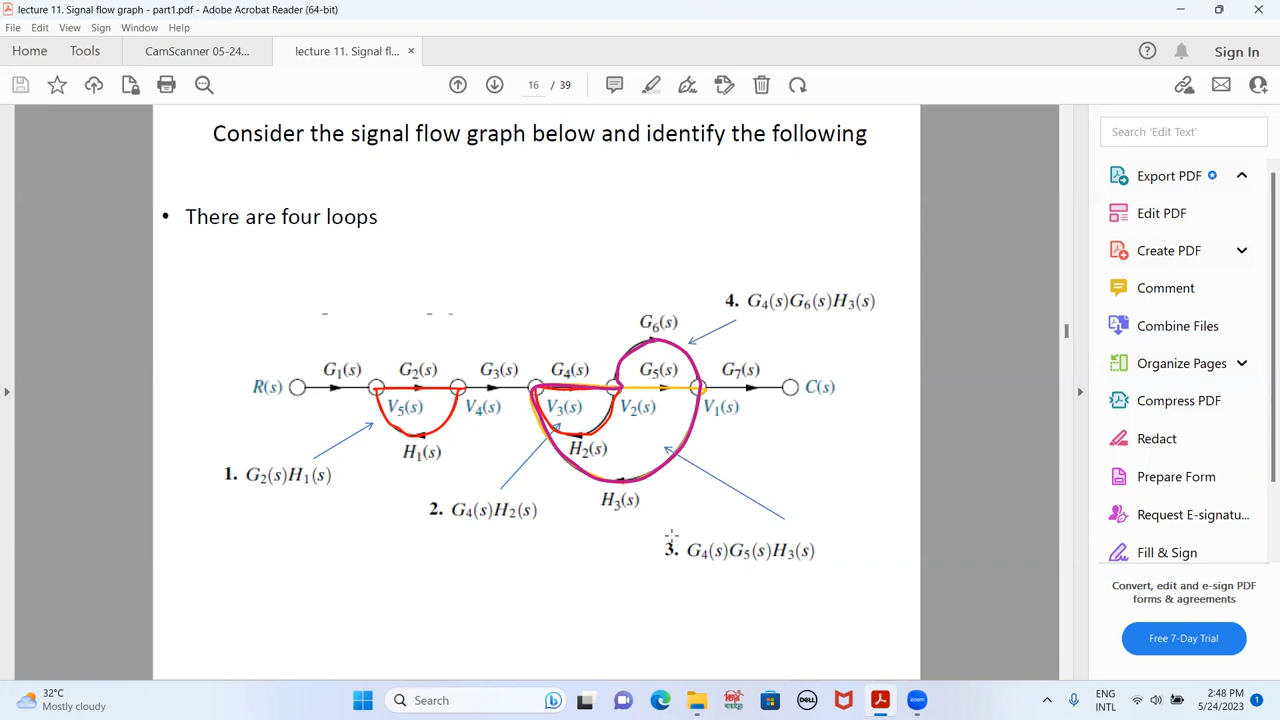 lecture 11. Signal flow graph - part1.pdf - Adobe Acrobat Reader (64-bit)
File Edit View Sign Window Help
Home Tools CamScanner 05-24... lecture 11. Signal fl... × Sign In
16 / 39
Consider the signal flow graph below and identify the following
• There are four loops
4. G4(s)G6(s)H3(s)
G6(s)
G1(s) G2(s) G3(s) G4(s) G5(s) G7(s)
R(s) C(s)
V5(s) V4(s) V3(s) V2(s) V1(s)
H1(s) H2(s)
1. G2(s)H1(s)
H3(s)
2. G4(s)H2(s)
3. G4(s)G5(s)H3(s)
Search 'Edit Text'
Export PDF
Edit PDF
Create PDF
Comment
Combine Files
Organize Pages
Compress PDF
Redact
Prepare Form
Request E-signatu...
Fill & Sign
Convert, edit and e-sign PDF
forms & agreements
Free 7-Day Trial
32°C
Mostly cloudy
Search
DELL
ENG
INTL
2:48 PM
5/24/2023
1